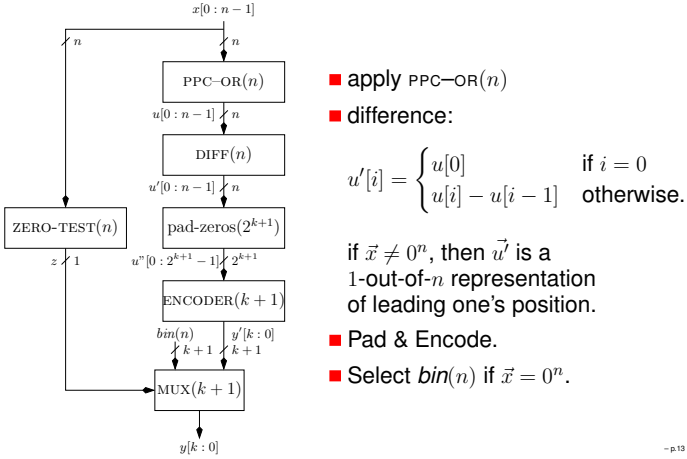 x[0 : n − 1]
n
n
PPC–OR(n)
u[0 : n − 1] n
DIFF(n)
u′[0 : n − 1] n
ZERO-TEST(n)
pad-zeros(2^{k+1})
z 1
u"[0 : 2^{k+1} − 1] 2^{k+1}
ENCODER(k + 1)
bin(n)
y′[k : 0]
k + 1
k + 1
MUX(k + 1)
y[k : 0]
apply PPC–OR(n)
difference:
u′[i] = { u[0] if i = 0
u[i] − u[i − 1] otherwise.
if \vec{x} ≠ 0^n, then \vec{u′} is a
1-out-of-n representation
of leading one's position.
Pad & Encode.
Select bin(n) if \vec{x} = 0^n.
– p.13